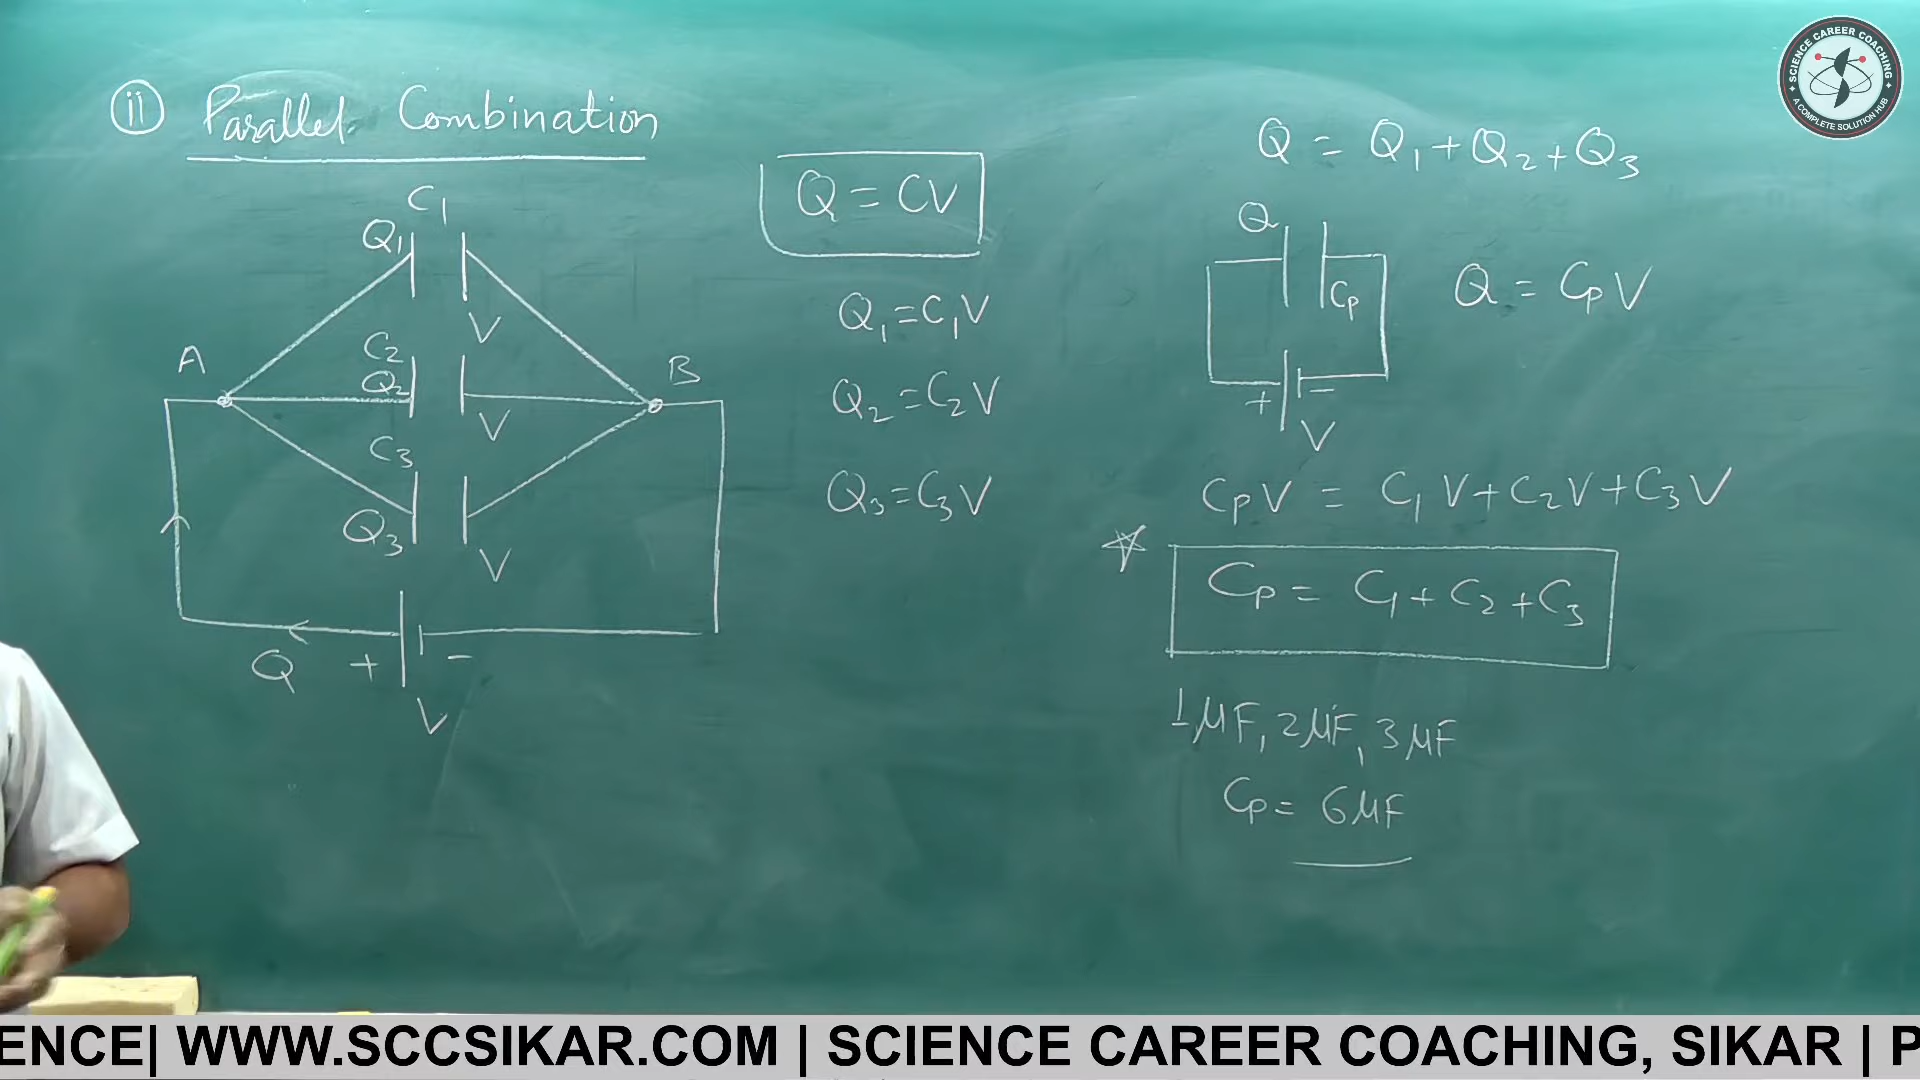 ii Parallel Combination
C1
Q1
V
A
C2
Q2
B
V
C3
Q3
V
Q + -
V
Q = CV
Q1 = C1V
Q2 = C2V
Q3 = C3V
Q = Q1 + Q2 + Q3
Q
Cp
Q = CpV
+ -
V
CpV = C1V + C2V + C3V
Cp = C1 + C2 + C3
1μF, 2μF, 3μF
Cp = 6μF
SCIENCE CAREER COACHING
A COMPLETE SOLUTION HUB
ENCE| WWW.SCCSIKAR.COM | SCIENCE CAREER COACHING, SIKAR | P